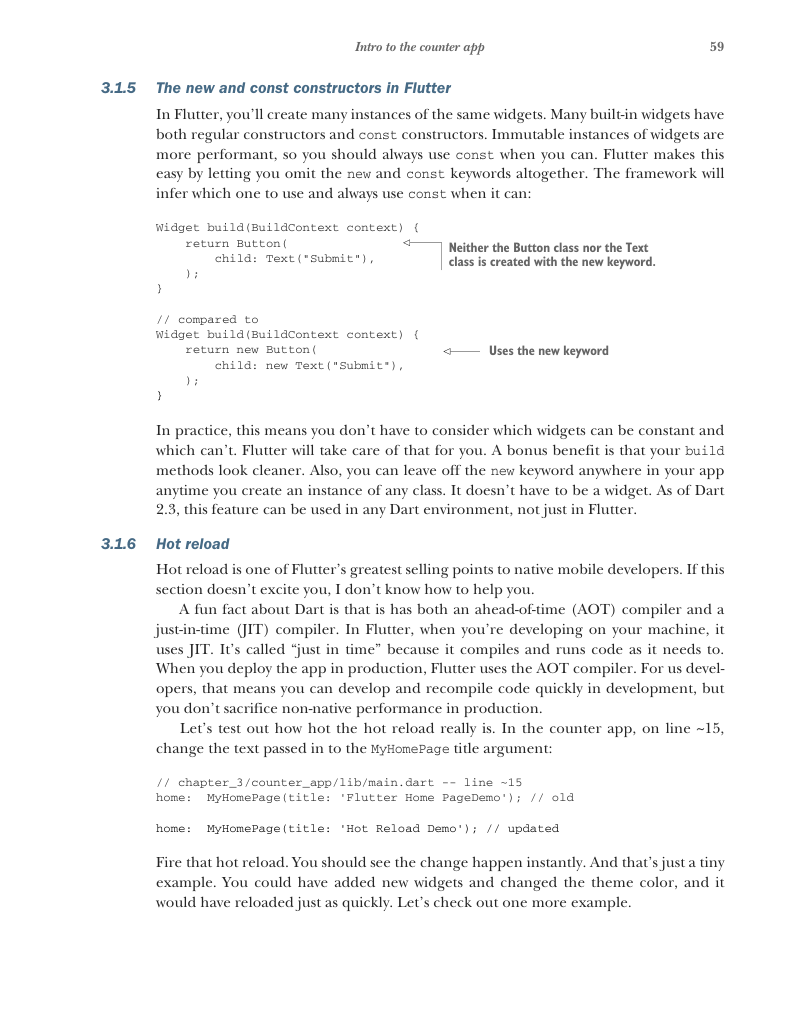 Intro to the counter app 59
3.1.5 The new and const constructors in Flutter
In Flutter, you'll create many instances of the same widgets. Many built-in widgets have
both regular constructors and const constructors. Immutable instances of widgets are
more performant, so you should always use const when you can. Flutter makes this
easy by letting you omit the new and const keywords altogether. The framework will
infer which one to use and always use const when it can:
Widget build(BuildContext context) {
    return Button(
        child: Text("Submit"),
    );
}
Neither the Button class nor the Text
class is created with the new keyword.
// compared to
Widget build(BuildContext context) {
    return new Button(
        child: new Text("Submit"),
    );
}
Uses the new keyword
In practice, this means you don't have to consider which widgets can be constant and
which can't. Flutter will take care of that for you. A bonus benefit is that your build
methods look cleaner. Also, you can leave off the new keyword anywhere in your app
anytime you create an instance of any class. It doesn't have to be a widget. As of Dart
2.3, this feature can be used in any Dart environment, not just in Flutter.
3.1.6 Hot reload
Hot reload is one of Flutter's greatest selling points to native mobile developers. If this
section doesn't excite you, I don't know how to help you.
A fun fact about Dart is that is has both an ahead-of-time (AOT) compiler and a
just-in-time (JIT) compiler. In Flutter, when you're developing on your machine, it
uses JIT. It's called "just in time" because it compiles and runs code as it needs to.
When you deploy the app in production, Flutter uses the AOT compiler. For us devel-
opers, that means you can develop and recompile code quickly in development, but
you don't sacrifice non-native performance in production.
Let's test out how hot the hot reload really is. In the counter app, on line ~15,
change the text passed in to the MyHomePage title argument:
// chapter_3/counter_app/lib/main.dart -- line ~15
home:  MyHomePage(title: 'Flutter Home PageDemo'); // old
home:  MyHomePage(title: 'Hot Reload Demo'); // updated
Fire that hot reload. You should see the change happen instantly. And that's just a tiny
example. You could have added new widgets and changed the theme color, and it
would have reloaded just as quickly. Let's check out one more example.